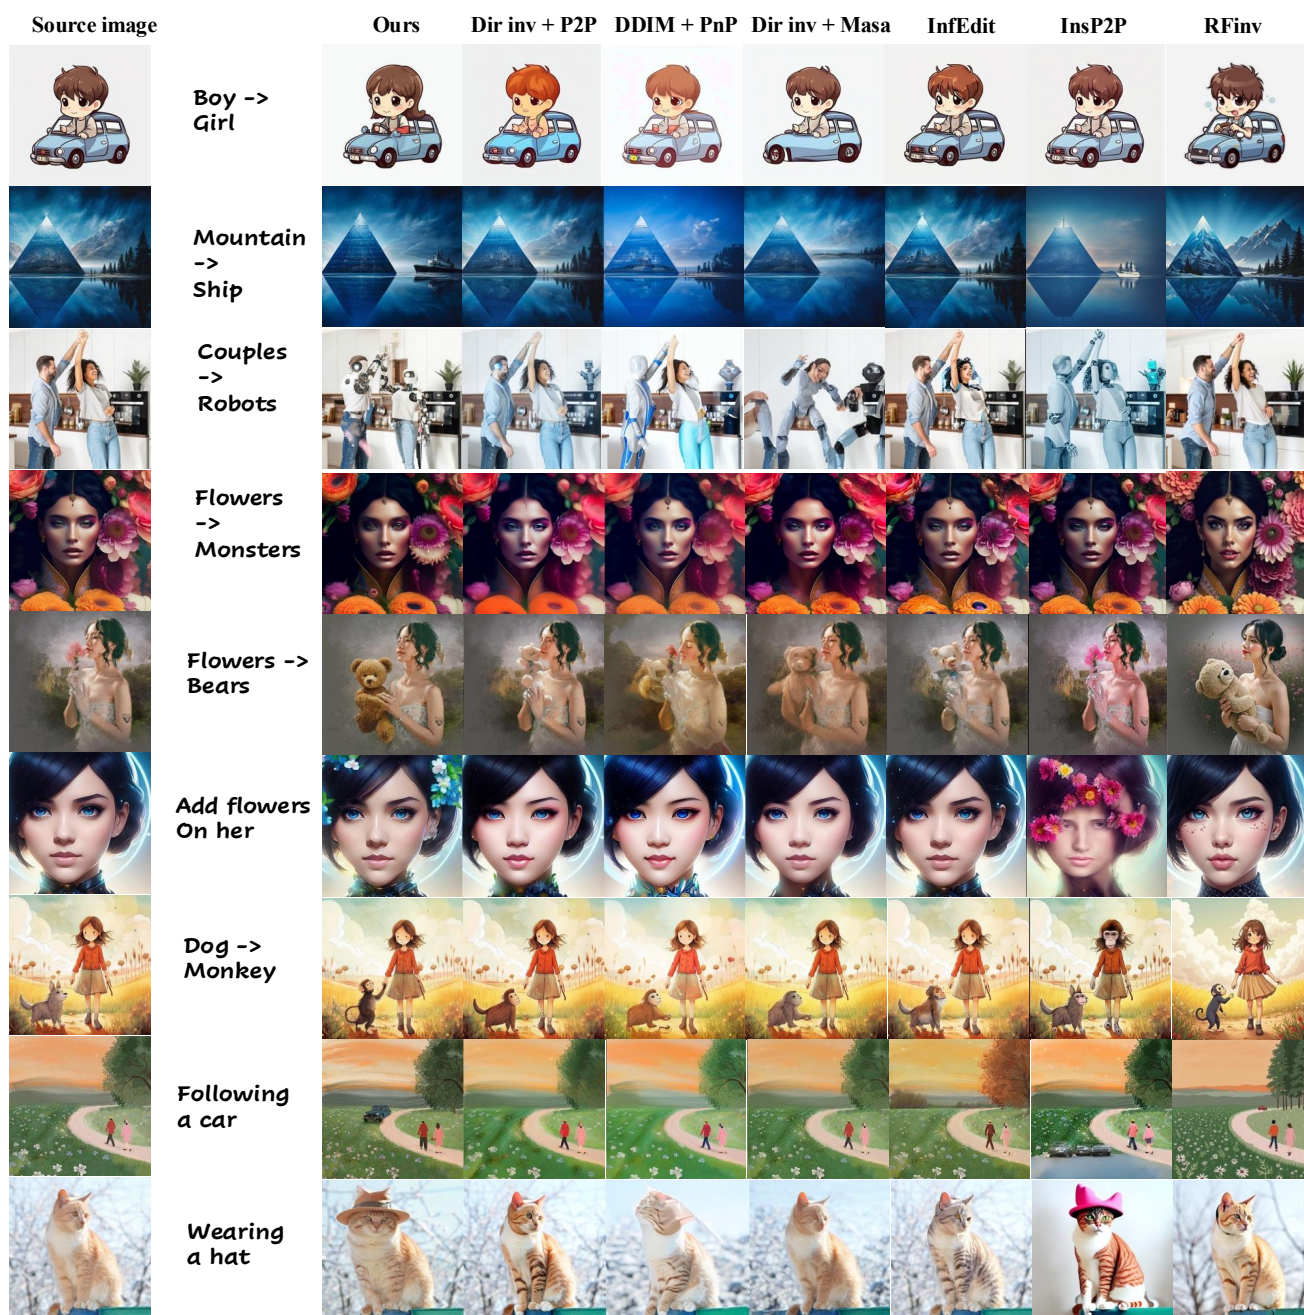 Source image Ours Dir inv + P2P DDIM + PnP Dir inv + Masa InfEdit InsP2P RFinv
Boy ->
Girl
Mountain
->
Ship
Couples
->
Robots
Flowers
->
Monsters
Flowers ->
Bears
Add flowers
On her
Dog ->
Monkey
Following
a car
Wearing
a hat